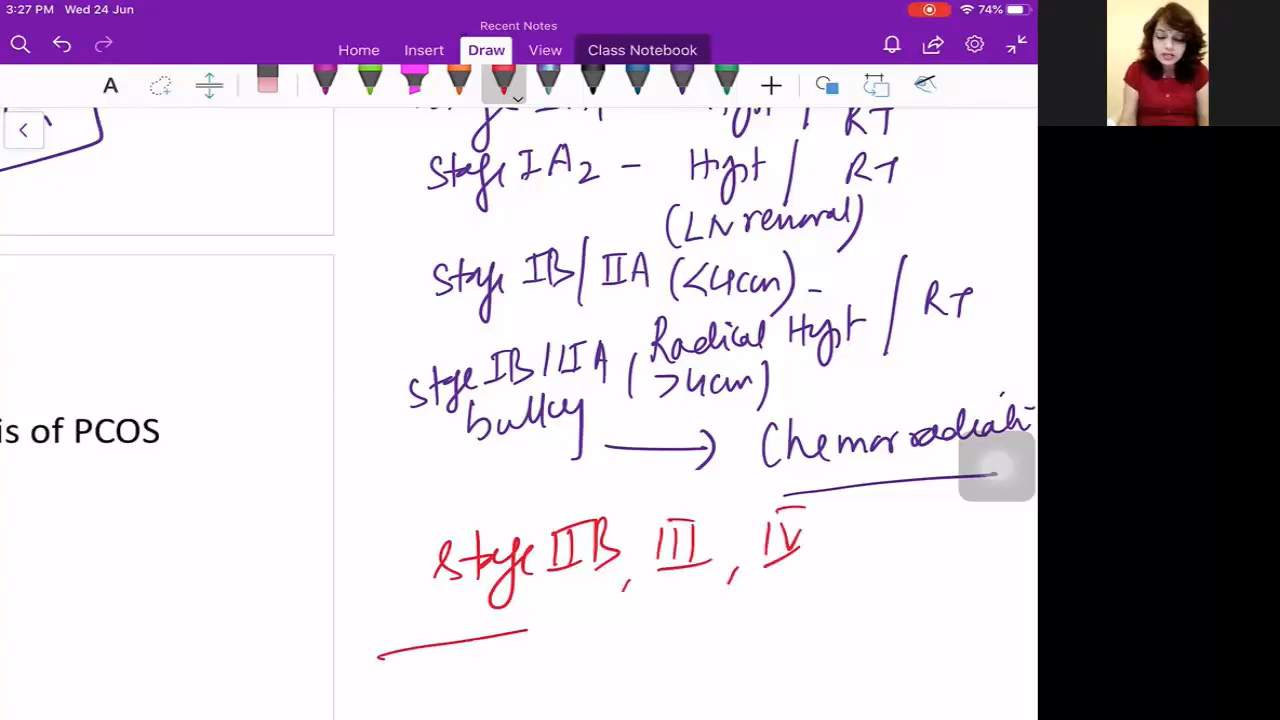 3:27 PM Wed 24 Jun
74%
Recent Notes
Home Insert Draw View Class Notebook
A
RT
Stage IA2 - Hyst / RT
(LN removal)
Stage IB/ IIA (<4cm) -
Radical Hyst / RT
Stage IB/IIA (>4cm)
bulky → Chemoradiati
is of PCOS
Stage IIB, III, IV